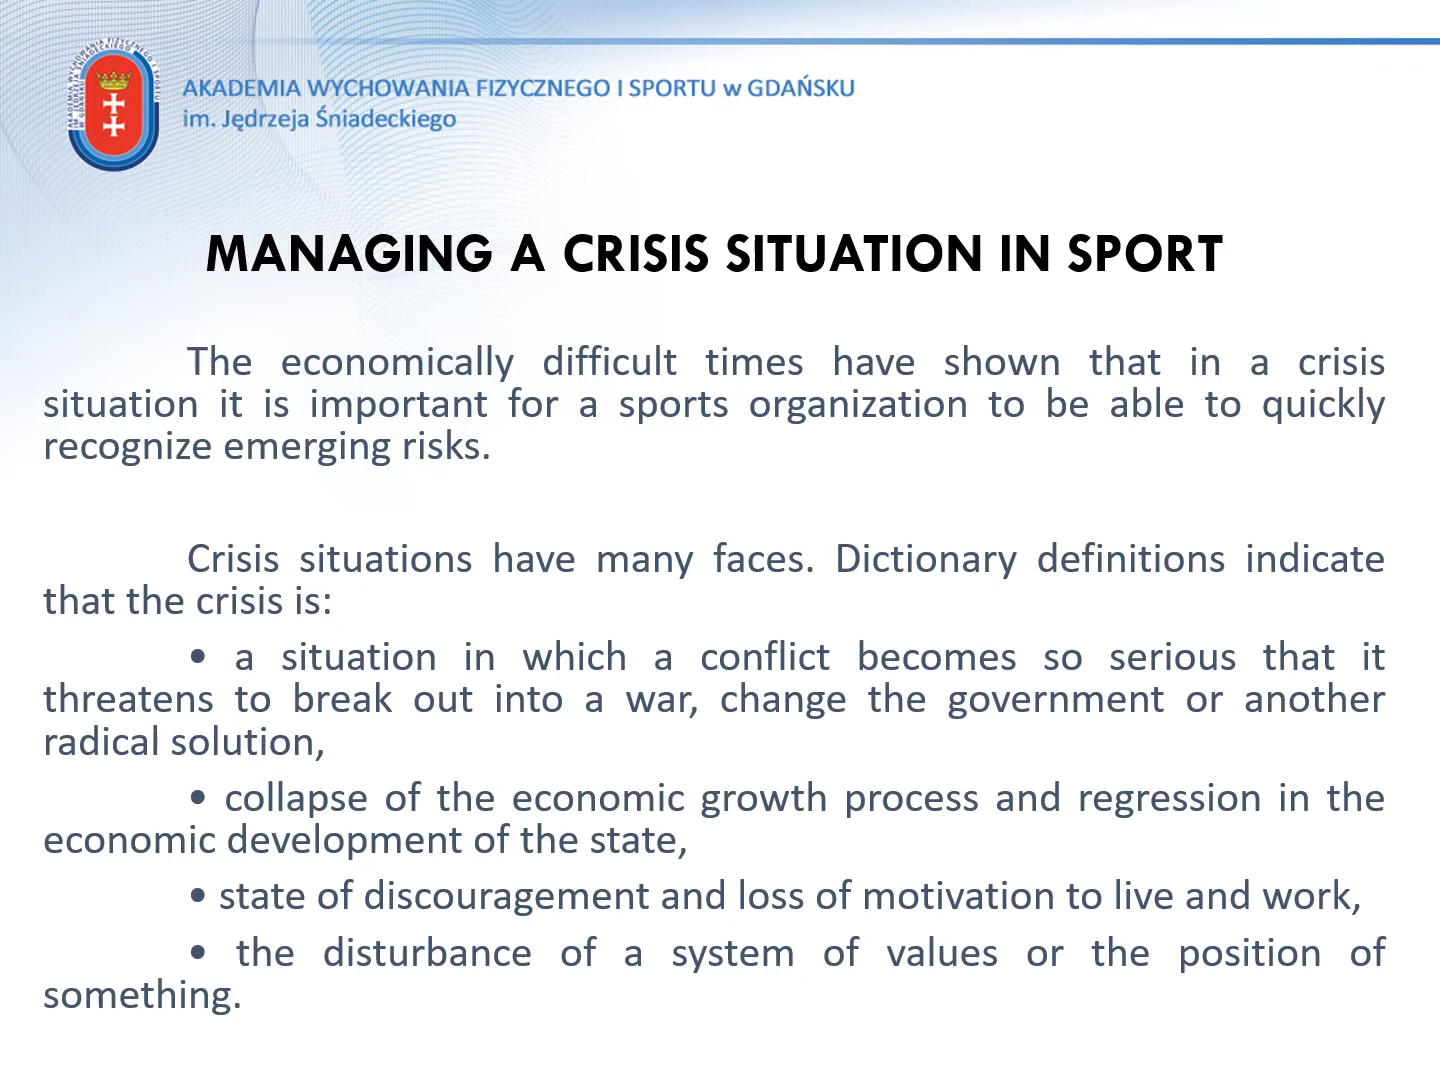 AKADEMIA WYCHOWANIA FIZYCZNEGO I SPORTU w GDAŃSKU
im. Jędrzeja Śniadeckiego
MANAGING A CRISIS SITUATION IN SPORT
The economically difficult times have shown that in a crisis
situation it is important for a sports organization to be able to quickly
recognize emerging risks.
Crisis situations have many faces. Dictionary definitions indicate
that the crisis is:
• a situation in which a conflict becomes so serious that it
threatens to break out into a war, change the government or another
radical solution,
• collapse of the economic growth process and regression in the
economic development of the state,
• state of discouragement and loss of motivation to live and work,
• the disturbance of a system of values or the position of
something.